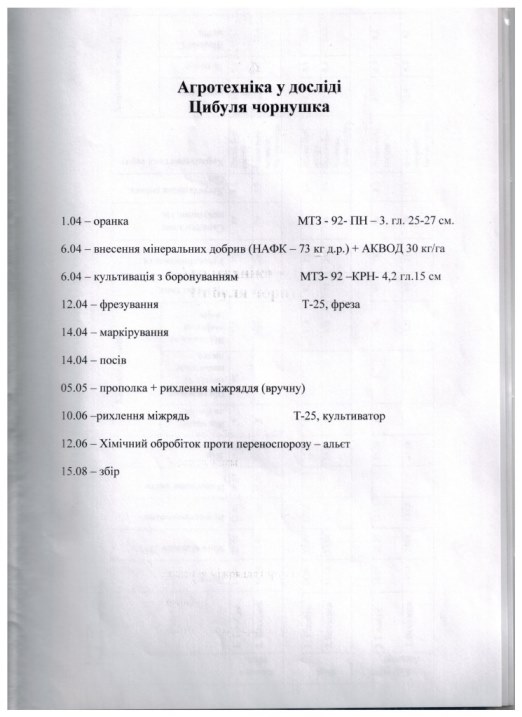 Агротехніка у досліді
Цибуля чорнушка
1.04 – оранка МТЗ - 92- ПН – 3. гл. 25-27 см.
6.04 – внесення мінеральних добрив (НАФК – 73 кг д.р.) + АКВОД 30 кг/га
6.04 – культивація з боронуванням МТЗ- 92 –КРН- 4,2 гл.15 см
12.04 – фрезування Т-25, фреза
14.04 – маркірування
14.04 – посів
05.05 – прополка + рихлення міжряддя (вручну)
10.06 –рихлення міжрядь Т-25, культиватор
12.06 – Хімічний обробіток проти переноспорозу – альєт
15.08 – збір